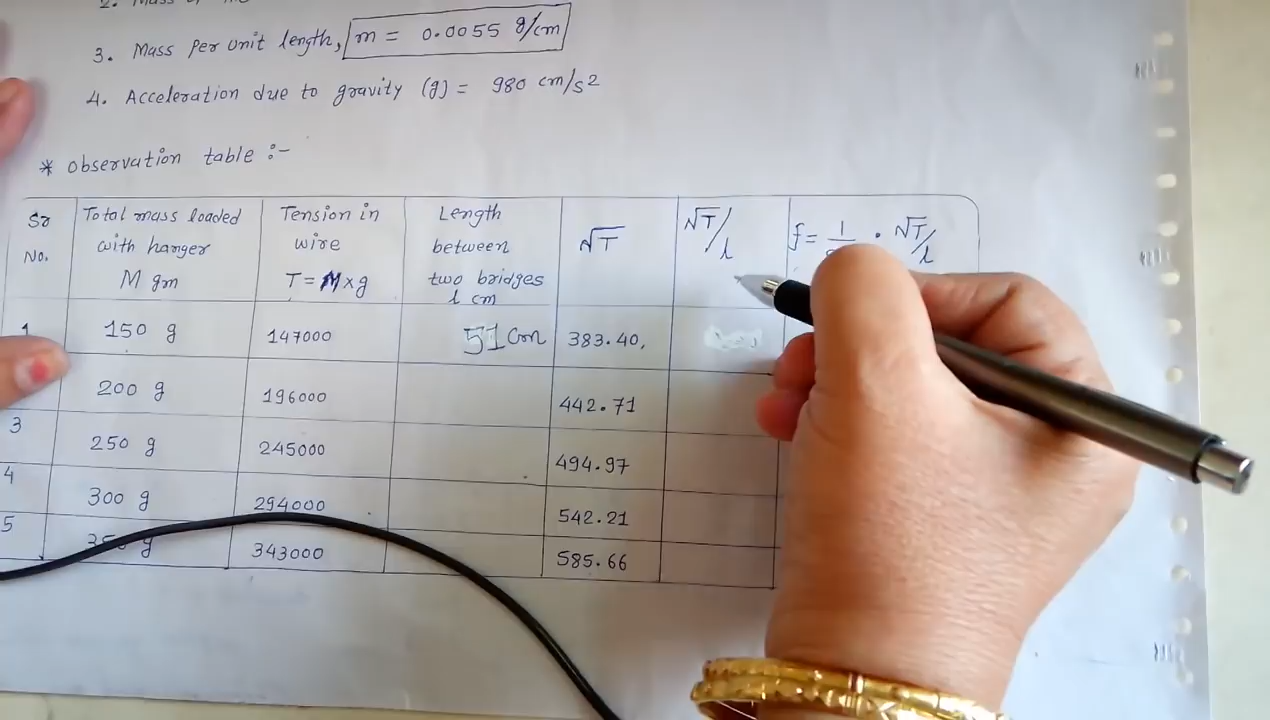 3. Mass per unit length, m = 0.0055 g/cm
4. Acceleration due to gravity (g) = 980 cm/s2
* Observation table :-
Sr No. Total mass loaded with hanger M gm
Tension in wire T = M x g
Length between two bridges l cm
√T
√T/l
f = 1 . √T/l
1 150 g 147000 51 cm 383.40,
200 g 196000 442.71
3 250 g 245000 494.97
4 300 g 294000 542.21
5 343000 585.66